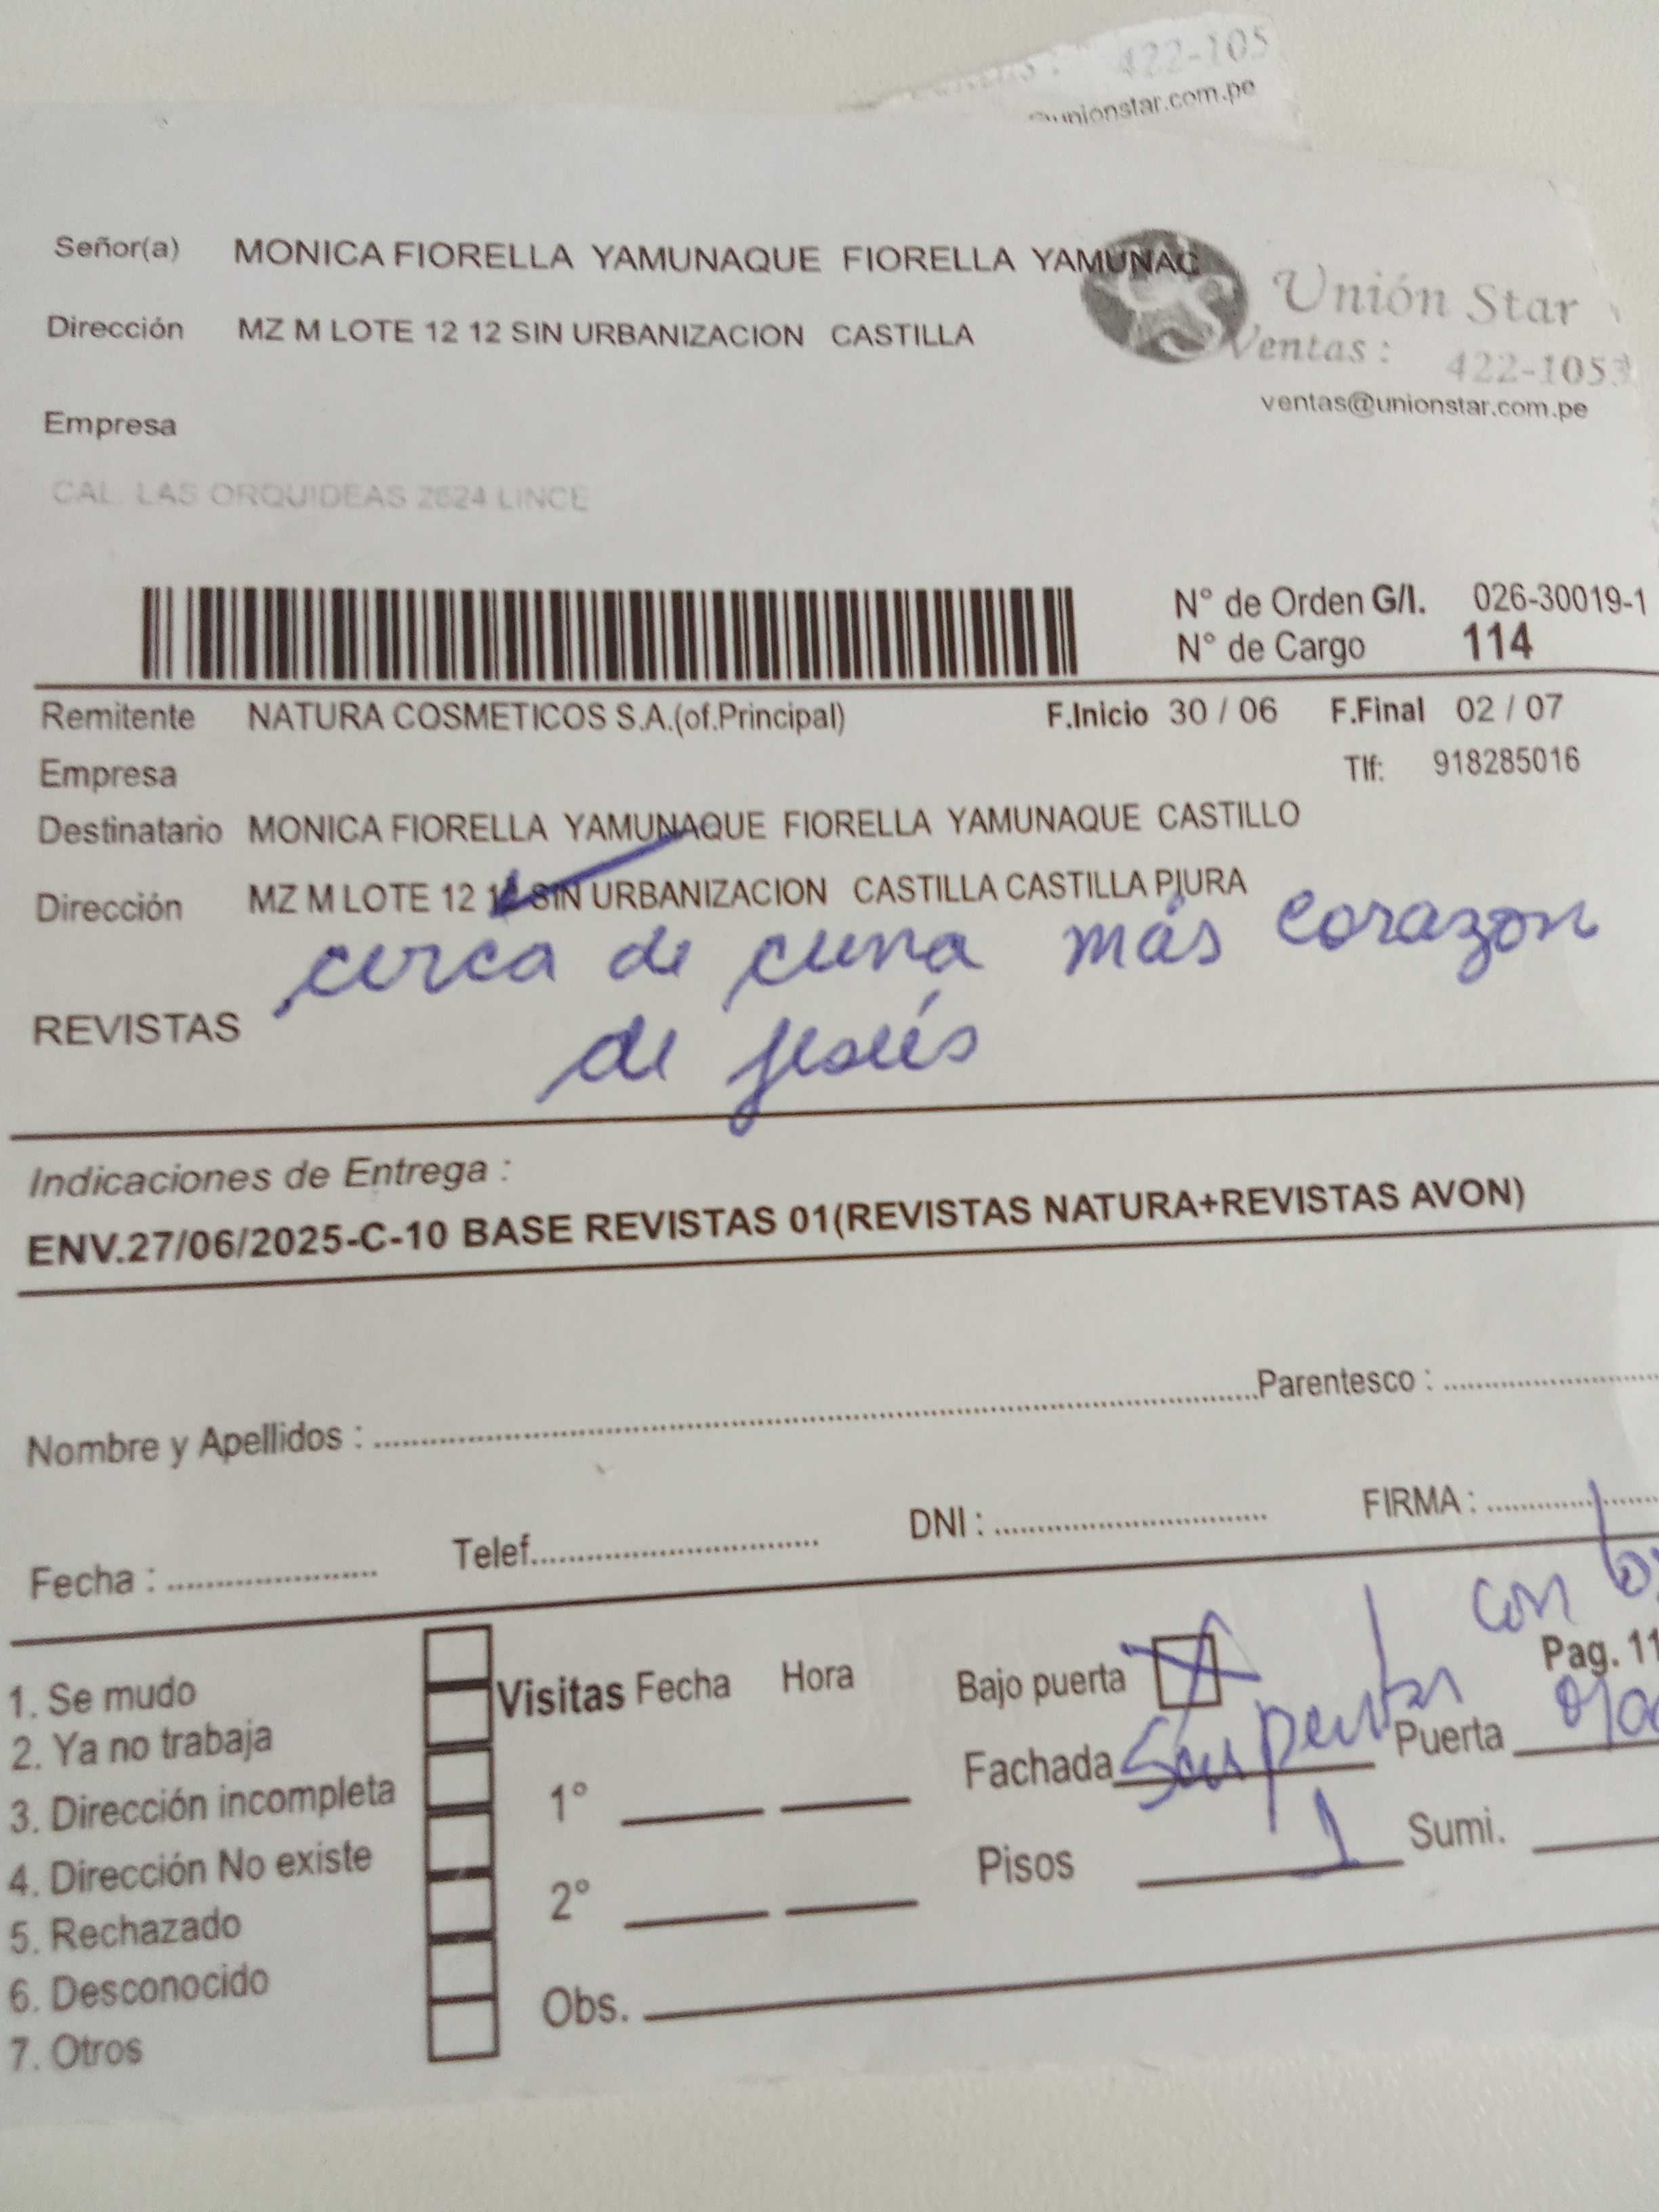 422-105
@unionstar.com.pe
Señor(a) MONICA FIORELLA YAMUNAQUE FIORELLA YAMUNAC
Unión Star
Dirección MZ M LOTE 12 12 SIN URBANIZACION CASTILLA
Ventas : 422-1053
ventas@unionstar.com.pe
Empresa
CAL. LAS ORQUIDEAS 2624 LINCE
N° de Orden G/I. 026-30019-1
N° de Cargo 114
Remitente NATURA COSMETICOS S.A.(of.Principal) F.Inicio 30 / 06 F.Final 02 / 07
Empresa Tlf: 918285016
Destinatario MONICA FIORELLA YAMUNAQUE FIORELLA YAMUNAQUE CASTILLO
Dirección MZ M LOTE 12 12 SIN URBANIZACION CASTILLA CASTILLA PIURA
cerca de cuna más corazon
REVISTAS
de jesús
Indicaciones de Entrega :
ENV.27/06/2025-C-10 BASE REVISTAS 01(REVISTAS NATURA+REVISTAS AVON)
Nombre y Apellidos : Parentesco :
Fecha : Telef. DNI : FIRMA :
con
Pag. 11
1. Se mudo
2. Ya no trabaja
3. Dirección incompleta
4. Dirección No existe
5. Rechazado
6. Desconocido
7. Otros
Visitas Fecha Hora
1°
2°
Obs.
Bajo puerta
Fachada Puerta
Pisos 1 Sumi.